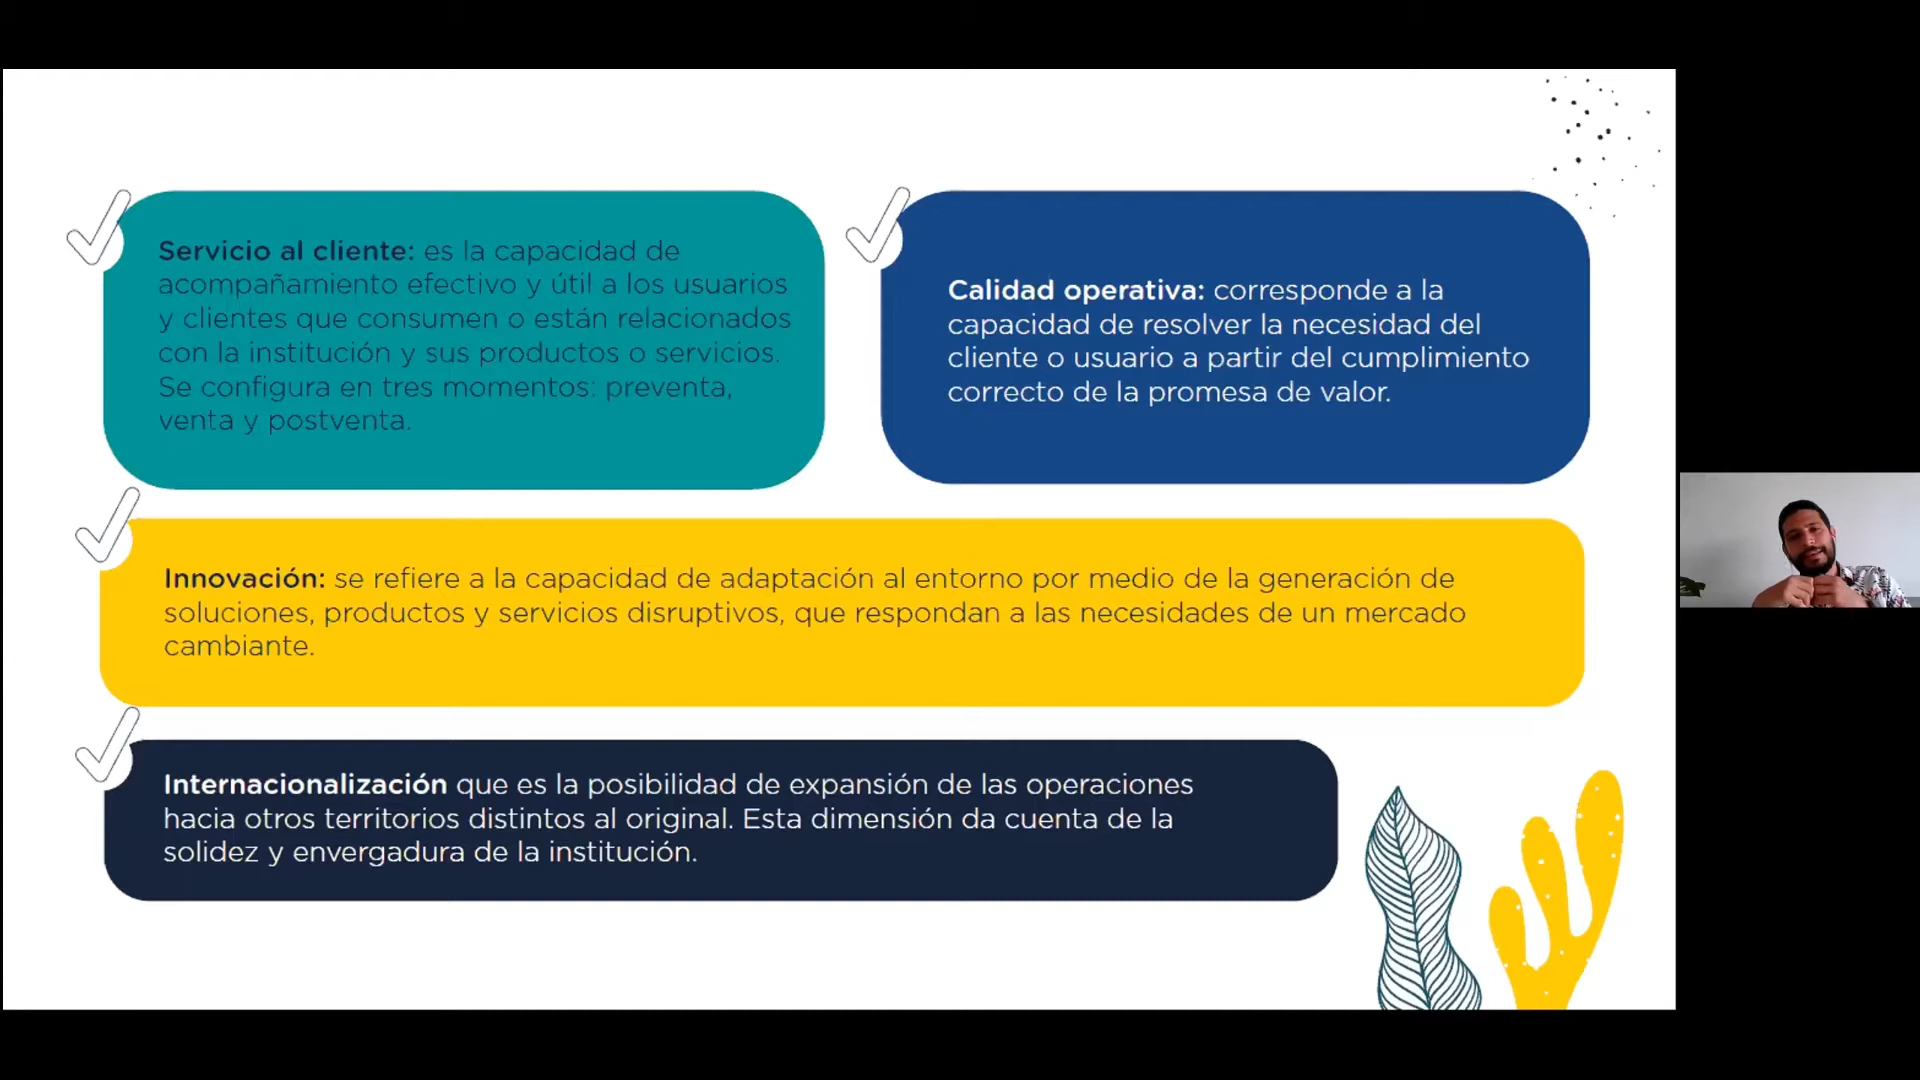 Servicio al cliente: es la capacidad de
acompañamiento efectivo y útil a los usuarios
y clientes que consumen o están relacionados
con la institución y sus productos o servicios.
Se configura en tres momentos: preventa,
venta y postventa.
Calidad operativa: corresponde a la
capacidad de resolver la necesidad del
cliente o usuario a partir del cumplimiento
correcto de la promesa de valor.
Innovación: se refiere a la capacidad de adaptación al entorno por medio de la generación de
soluciones, productos y servicios disruptivos, que respondan a las necesidades de un mercado
cambiante.
Internacionalización que es la posibilidad de expansión de las operaciones
hacia otros territorios distintos al original. Esta dimensión da cuenta de la
solidez y envergadura de la institución.